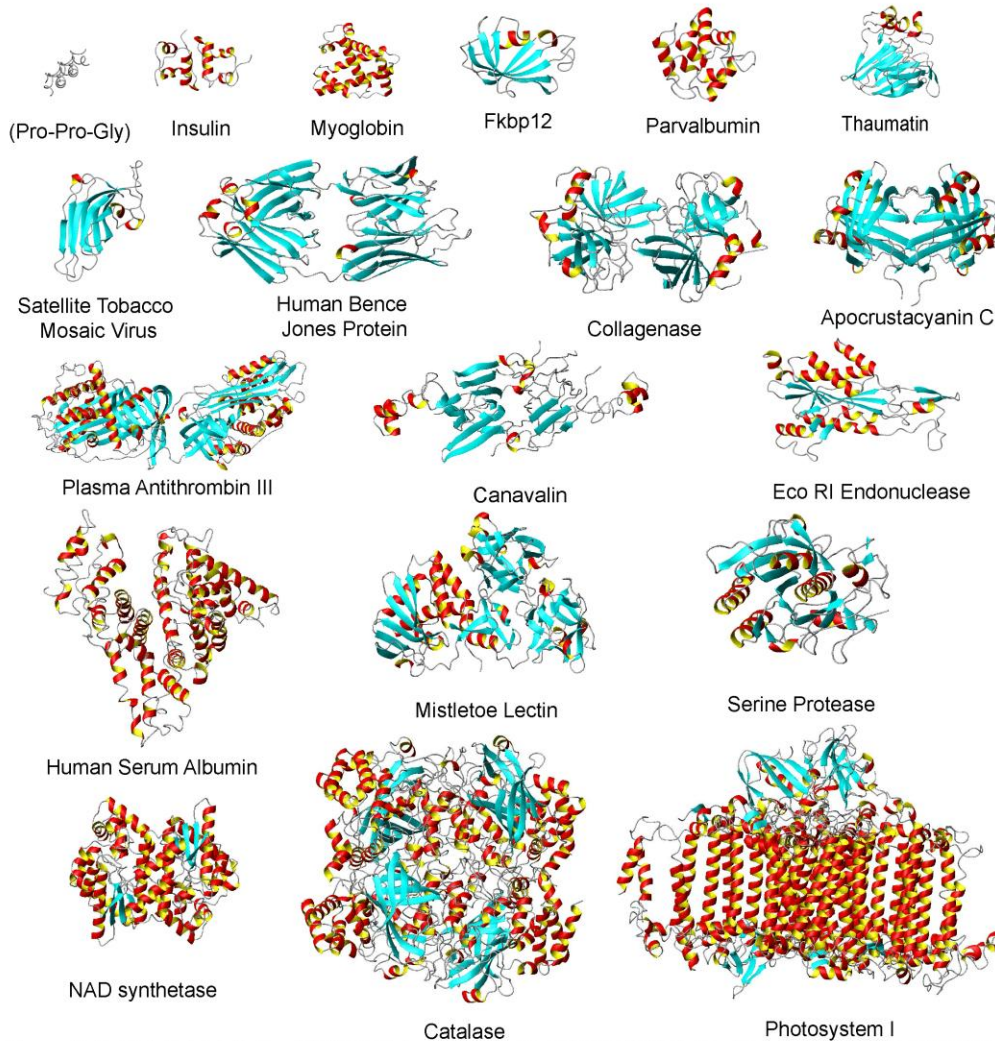 (Pro-Pro-Gly)
Insulin
Myoglobin
Fkbp12
Parvalbumin
Thaumatin
Satellite Tobacco
Mosaic Virus
Human Bence
Jones Protein
Collagenase
Apocrustacyanin C
Plasma Antithrombin III
Canavalin
Eco RI Endonuclease
Human Serum Albumin
Mistletoe Lectin
Serine Protease
NAD synthetase
Catalase
Photosystem I